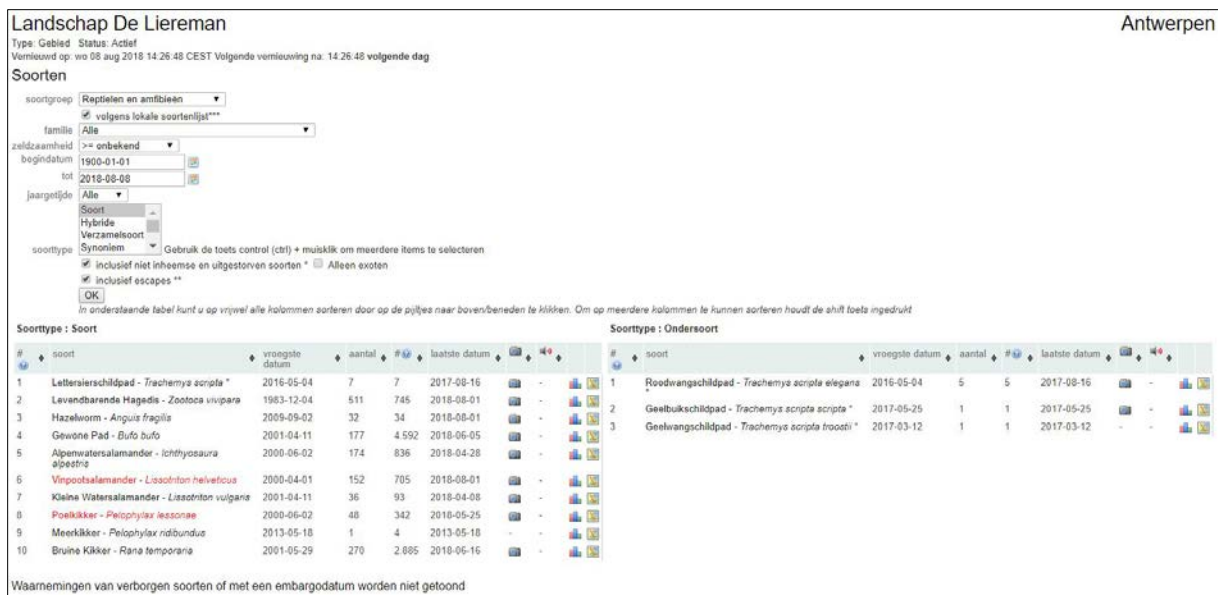 Landschap De Liereman
Antwerpen
Type: Gebied Status: Actief
Vernieuwd op: wo 08 aug 2018 14:26:48 CEST Volgende vernieuwing na: 14:26:48 volgende dag
Soorten
soortgroep Reptielen en amfibieën
volgens lokale soortenlijst***
familie Alle
zeldzaamheid >= onbekend
begindatum 1900-01-01
tot 2018-08-08
jaargetijde Alle
Soort
Hybride
Verzamelsoort
soorttype Synoniem Gebruik de toets control (ctrl) + muisklik om meerdere items te selecteren
inclusief niet inheemse en uitgestorven soorten * Alleen exoten
inclusief escapes **
OK
In onderstaande tabel kunt u op vrijwel alle kolommen sorteren door op de pijltjes naar boven/beneden te klikken. Om op meerdere kolommen te kunnen sorteren houdt de shift toets ingedrukt
Soorttype : Soort
# soort vroegste datum aantal # laatste datum
1 Lettersierschildpad - Trachemys scripta * 2016-05-04 7 7 2017-08-16 -
2 Levendbarende Hagedis - Zootoca vivipara 1983-12-04 511 745 2018-08-01 -
3 Hazelworm - Anguis fragilis 2009-09-02 32 34 2018-08-01 -
4 Gewone Pad - Bufo bufo 2001-04-11 177 4.592 2018-06-05 -
5 Alpenwatersalamander - Ichthyosaura 2000-06-02 174 836 2018-04-28 -
alpestris
6 Vinpootsalamander - Lissotriton helveticus 2000-04-01 152 705 2018-08-01 -
7 Kleine Watersalamander - Lissotriton vulgaris 2001-04-11 36 93 2018-04-08 -
8 Poelkikker - Pelophylax lessonae 2000-06-02 48 342 2018-05-25 -
9 Meerkikker - Pelophylax ridibundus 2013-05-18 1 4 2013-05-18 - -
10 Bruine Kikker - Rana temporaria 2001-05-29 270 2.885 2018-06-16 -
Soorttype : Ondersoort
# soort vroegste datum aantal # laatste datum
1 Roodwangschildpad - Trachemys scripta elegans 2016-05-04 5 5 2017-08-16 -
*
2 Geelbuikschildpad - Trachemys scripta scripta * 2017-05-25 1 1 2017-05-25 -
3 Geelwangschildpad - Trachemys scripta troostii * 2017-03-12 1 1 2017-03-12 - -
Waarnemingen van verborgen soorten of met een embargodatum worden niet getoond